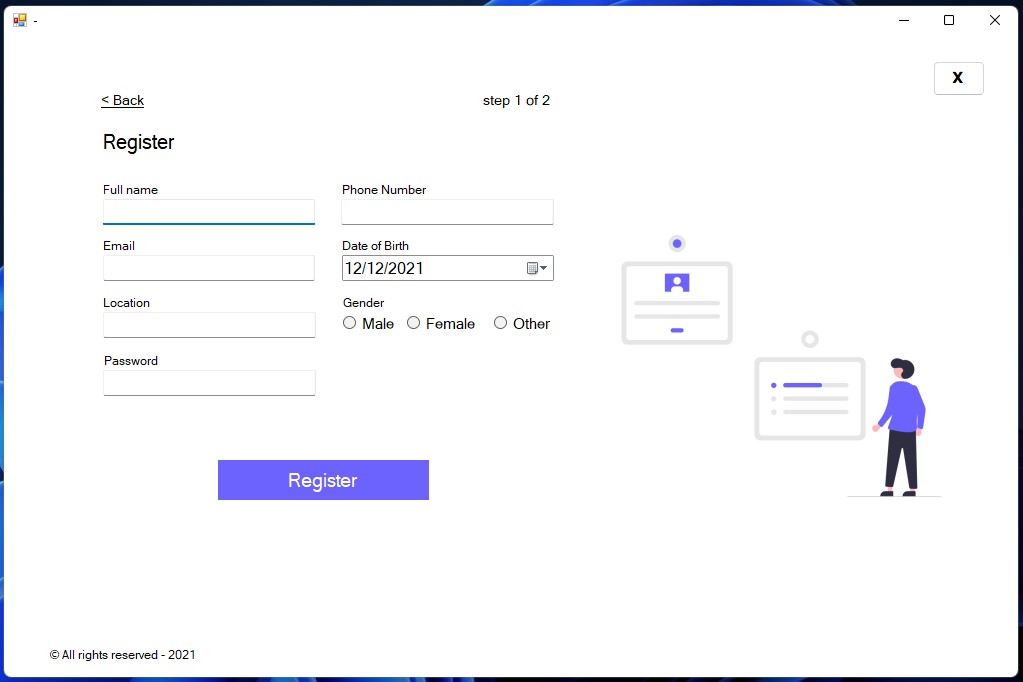 -
X
< Back
step 1 of 2
Register
Full name
Phone Number
Email
Date of Birth
12/12/2021
Location
Gender
Male
Female
Other
Password
Register
© All rights reserved - 2021